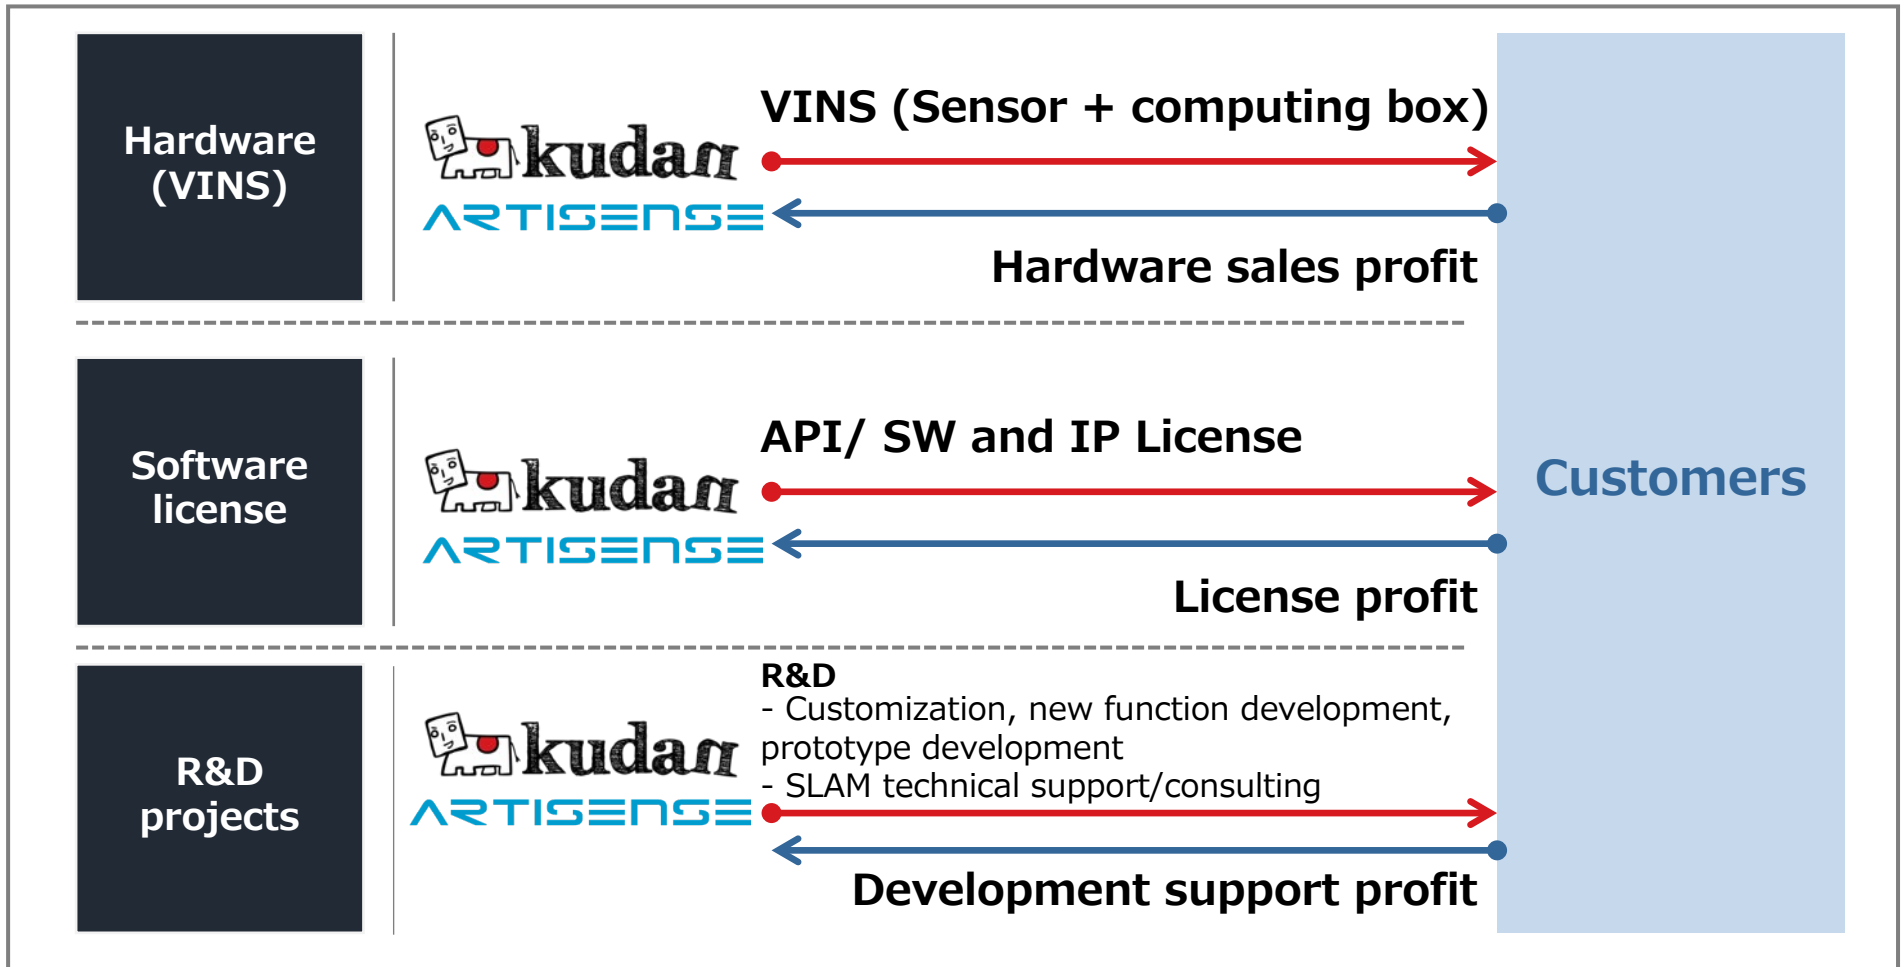 Hardware
(VINS)
kudan
ARTISENSE
VINS (Sensor + computing box)
Hardware sales profit
Software
license
kudan
ARTISENSE
API/ SW and IP License
License profit
Customers
R&D
projects
kudan
ARTISENSE
R&D
- Customization, new function development,
prototype development
- SLAM technical support/consulting
Development support profit